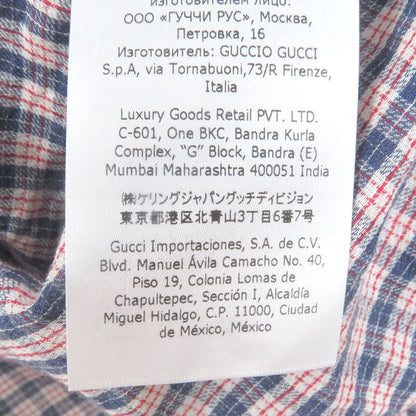 изготовителем лицо:
ООО «ГУЧЧИ РУС», Москва,
Петровка, 16
Изготовитель: GUCCIO GUCCI
S.p.A, via Tornabuoni,73/R Firenze,
Italia
Luxury Goods Retail PVT. LTD.
C-601, One BKC, Bandra Kurla
Complex, “G” Block, Bandra (E)
Mumbai Maharashtra 400051 India
㈱ケリングジャパングッチディビジョン
東京都港区北青山3丁目6番7号
Gucci Importaciones, S.A. de C.V.
Blvd. Manuel Ávila Camacho No. 40,
Piso 19, Colonia Lomas de
Chapultepec, Sección I, Alcaldía
Miguel Hidalgo, C.P. 11000, Ciudad
de México, México